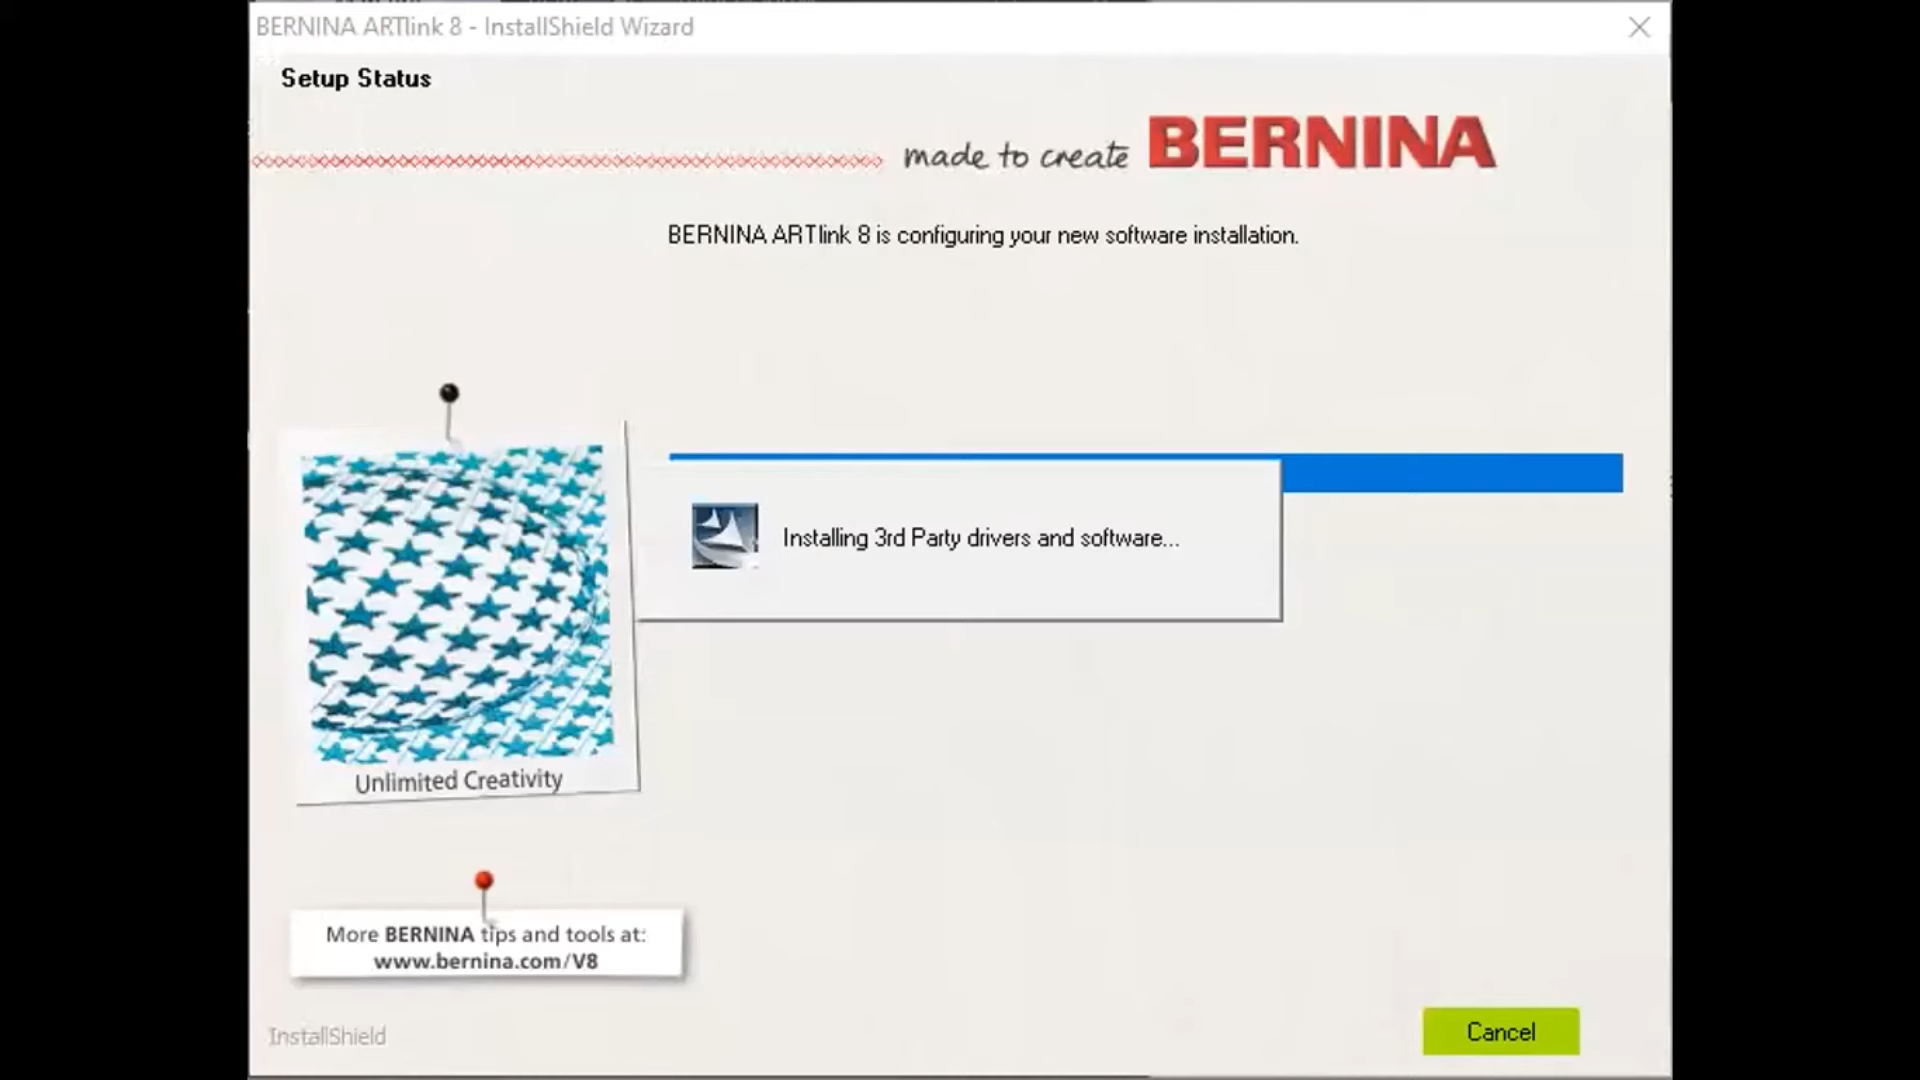 BERNINA ARTlink 8 - InstallShield Wizard
Setup Status
made to create BERNINA
BERNINA ARTlink 8 is configuring your new software installation.
Installing 3rd Party drivers and software...
Unlimited Creativity
More BERNINA tips and tools at:
www.bernina.com/V8
InstallShield
Cancel